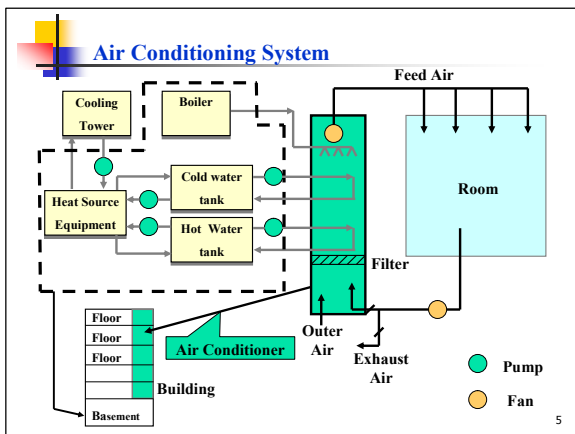 Air Conditioning System
Feed Air
Cooling
Tower
Boiler
Cold water
tank
Heat Source
Equipment
Hot Water
tank
Room
Filter
Outer
Air
Exhaust
Air
Air Conditioner
Floor
Floor
Floor
Building
Basement
Pump
Fan
5